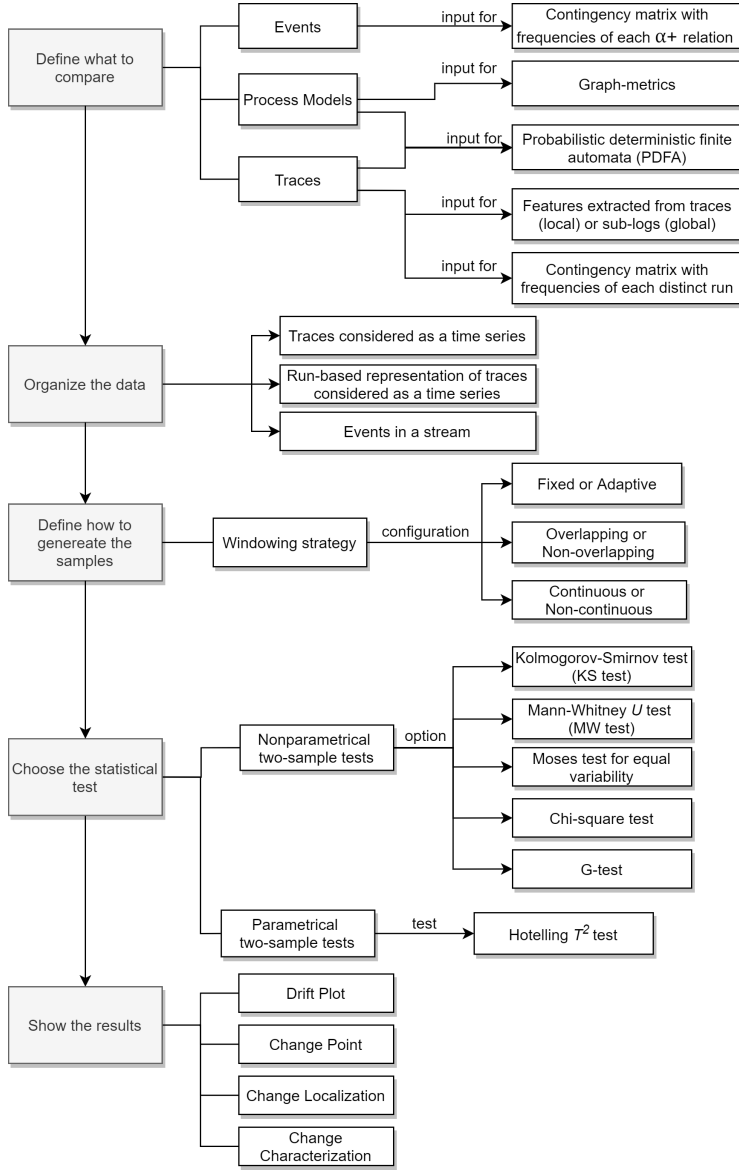 Define what to
compare
Events
input for
Contingency matrix with
frequencies of each α+ relation
Process Models
input for
Graph-metrics
input for
Probabilistic deterministic finite
automata (PDFA)
Traces
input for
Features extracted from traces
(local) or sub-logs (global)
input for
Contingency matrix with
frequencies of each distinct run
Organize the data
Traces considered as a time series
Run-based representation of traces
considered as a time series
Events in a stream
Define how to
genereate the
samples
Windowing strategy
configuration
Fixed or Adaptive
Overlapping or
Non-overlapping
Continuous or
Non-continuous
Choose the statistical
test
Nonparametrical
two-sample tests
option
Kolmogorov-Smirnov test
(KS test)
Mann-Whitney U test
(MW test)
Moses test for equal
variability
Chi-square test
G-test
Parametrical
two-sample tests
test
Hotelling T² test
Show the results
Drift Plot
Change Point
Change Localization
Change
Characterization